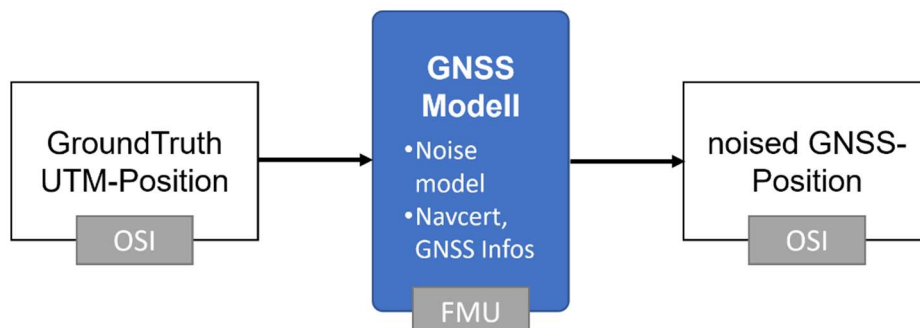 GroundTruth
UTM-Position
OSI
GNSS
Modell
•Noise
model
•Navcert,
GNSS Infos
FMU
noised GNSS-
Position
OSI